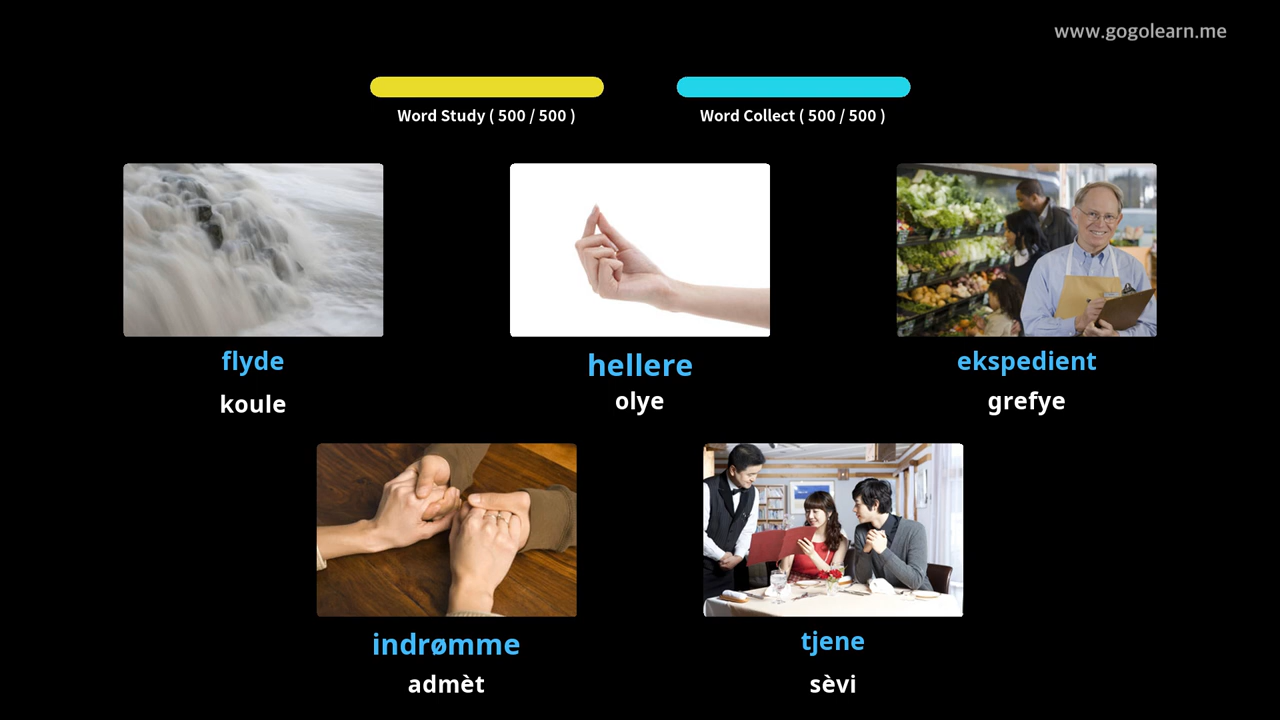 www.gogolearn.me
Word Study ( 500 / 500 )
Word Collect ( 500 / 500 )
flyde
koule
hellere
olye
ekspedient
grefye
indrømme
admèt
tjene
sèvi